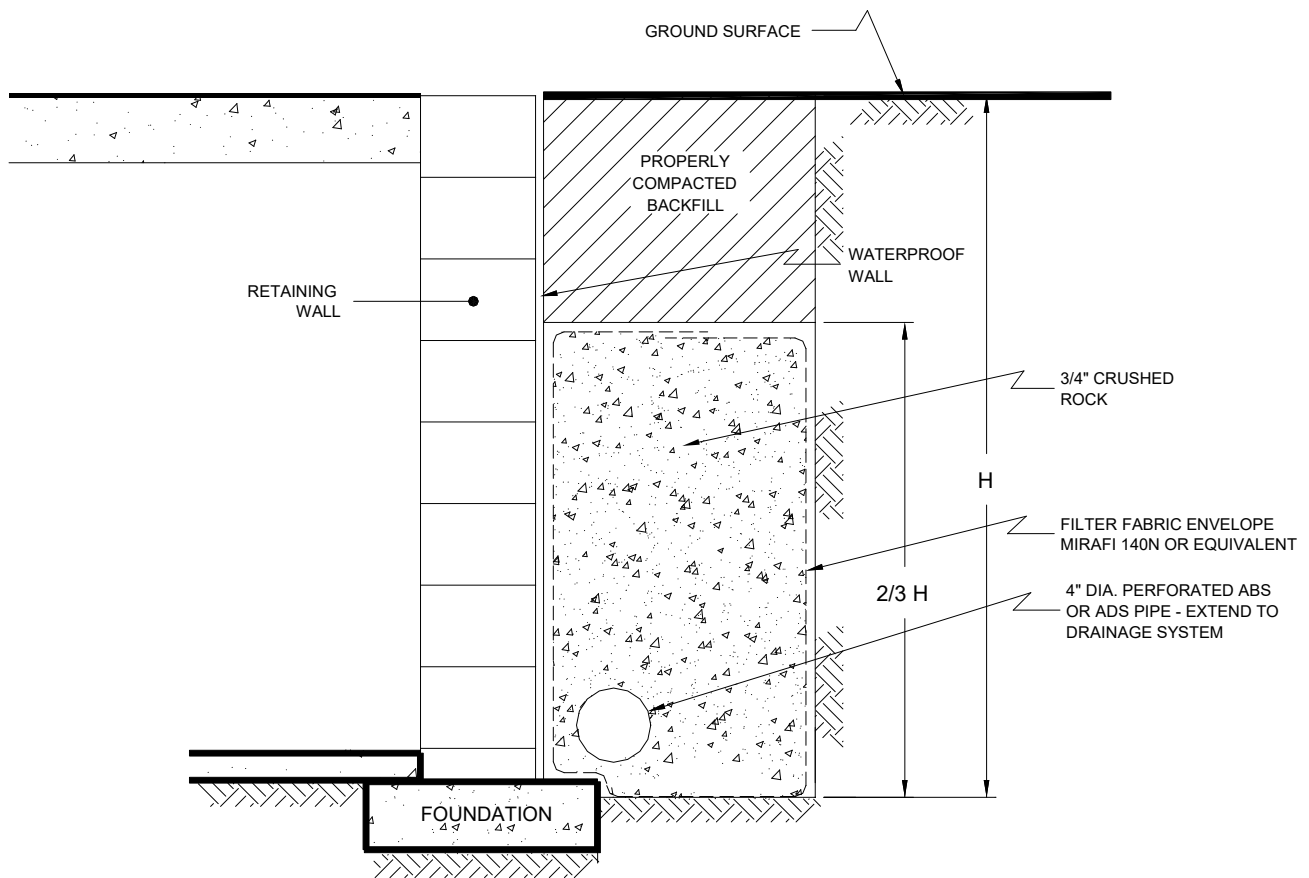 GROUND SURFACE
PROPERLY
COMPACTED
BACKFILL
WATERPROOF
WALL
RETAINING
WALL
3/4" CRUSHED
ROCK
H
FILTER FABRIC ENVELOPE
MIRAFI 140N OR EQUIVALENT
2/3 H
4" DIA. PERFORATED ABS
OR ADS PIPE - EXTEND TO
DRAINAGE SYSTEM
FOUNDATION